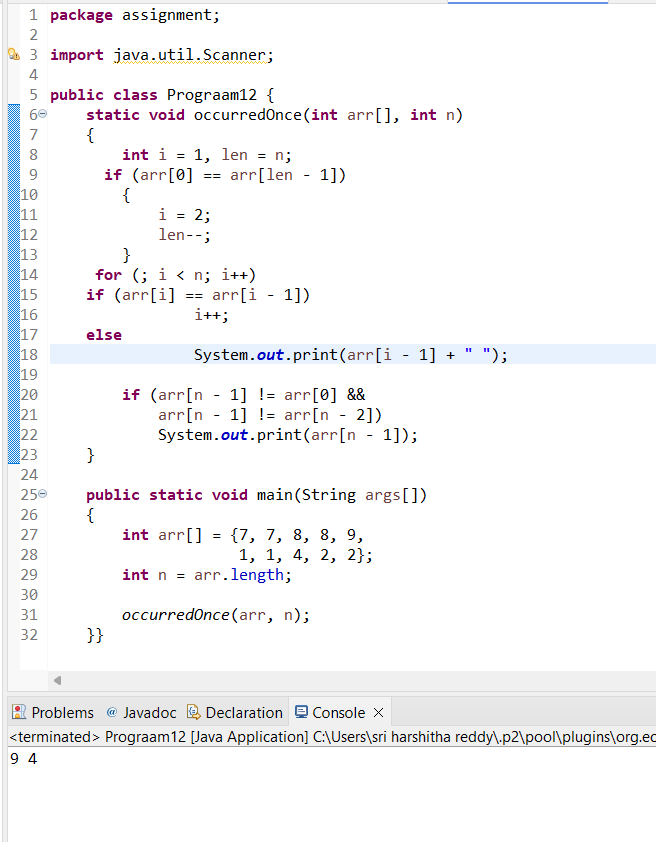 1 package assignment;
2
3 import java.util.Scanner;
4
5 public class Prograam12 {
6 static void occurredOnce(int arr[], int n)
7 {
8 int i = 1, len = n;
9 if (arr[0] == arr[len - 1])
10 {
11 i = 2;
12 len--;
13 }
14 for (; i < n; i++)
15 if (arr[i] == arr[i - 1])
16 i++;
17 else
18 System.out.print(arr[i - 1] + " ");
19
20 if (arr[n - 1] != arr[0] &&
21 arr[n - 1] != arr[n - 2])
22 System.out.print(arr[n - 1]);
23 }
24
25 public static void main(String args[])
26 {
27 int arr[] = {7, 7, 8, 8, 9,
28 1, 1, 4, 2, 2};
29 int n = arr.length;
30
31 occurredOnce(arr, n);
32 }}
Problems @ Javadoc Declaration Console
<terminated> Prograam12 [Java Application] C:\Users\sri harshitha reddy\.p2\pool\plugins\org.ec
9 4